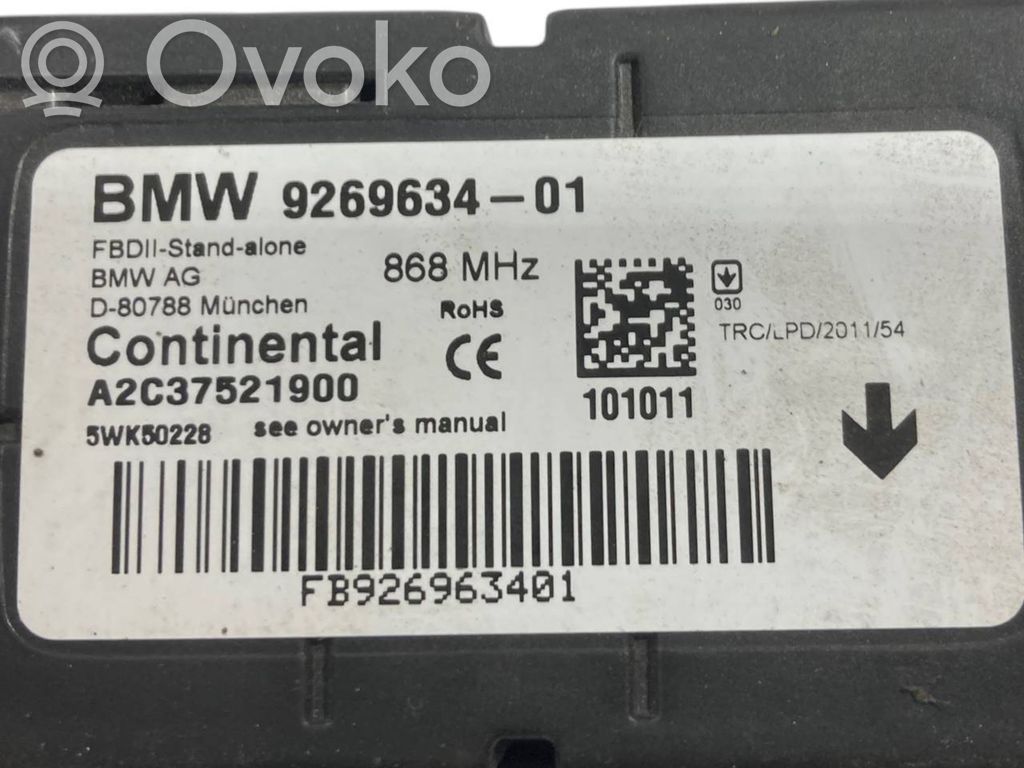 Ovoko
BMW 9269634-01
FBDII-Stand-alone
BMW AG
868 MHz
D-80788 München
RoHS
030
TRC/LPD/2011/54
Continental
CE
A2C37521900
101011
5WK50228 see owner's manual
FB926963401